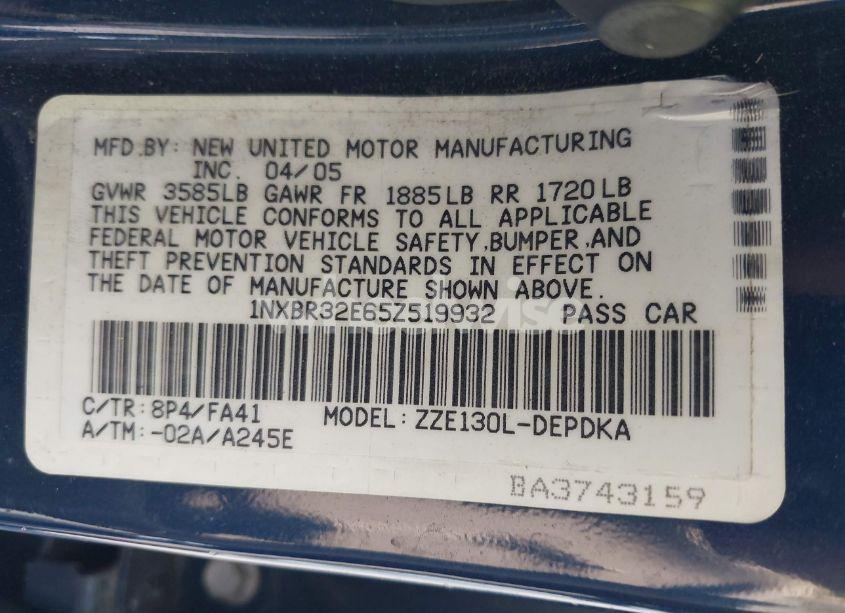 MFD.BY: NEW UNITED MOTOR MANUFACTURING
INC. 04/05
GVWR 3585LB GAWR FR 1885LB RR 1720LB
THIS VEHICLE CONFORMS TO ALL APPLICABLE
FEDERAL MOTOR VEHICLE SAFETY,BUMPER,AND
THEFT PREVENTION STANDARDS IN EFFECT ON
THE DATE OF MANUFACTURE SHOWN ABOVE.
1NXBR32E65Z519932 PASS CAR
C/TR:8P4/FA41 MODEL:ZZE130L-DEPDKA
A/TM:-02A/A245E
BA3743159